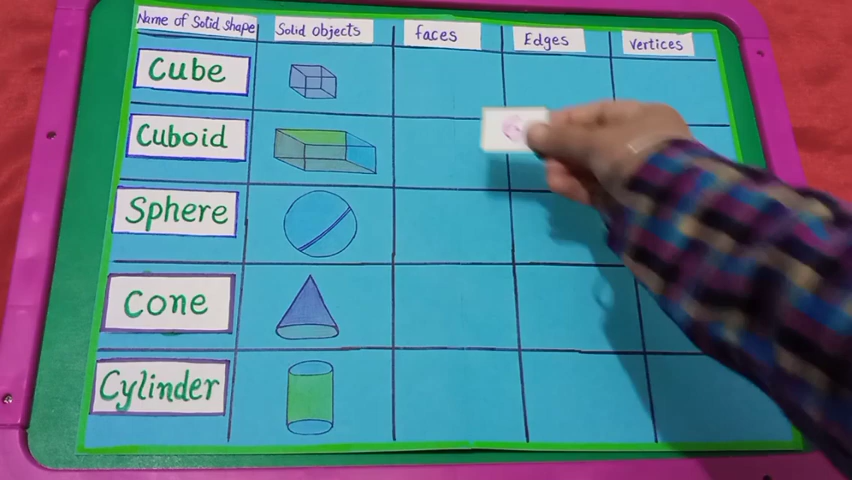 Name of Solid shape
Solid objects
faces
Edges
Vertices
Cube
Cuboid
Sphere
Cone
Cylinder